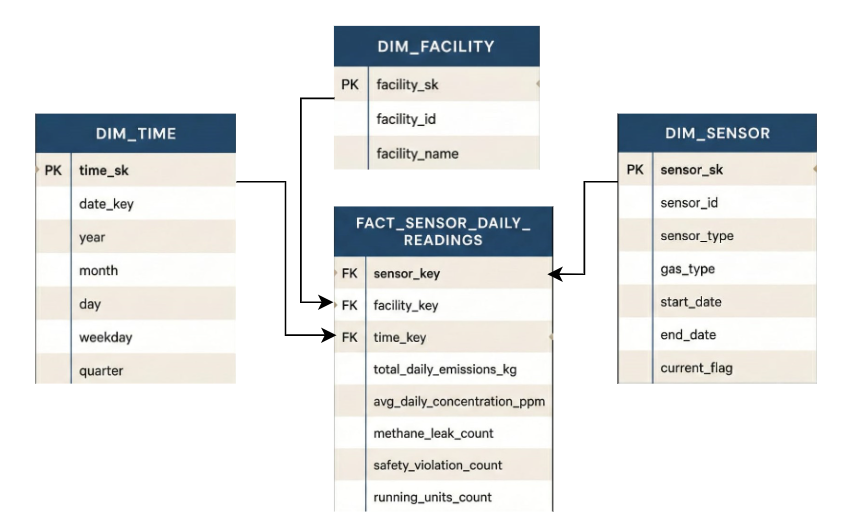 DIM_FACILITY
PK facility_sk
facility_id
facility_name
DIM_TIME
PK time_sk
date_key
year
month
day
weekday
quarter
DIM_SENSOR
PK sensor_sk
sensor_id
sensor_type
gas_type
start_date
end_date
current_flag
FACT_SENSOR_DAILY_
READINGS
FK sensor_key
FK facility_key
FK time_key
total_daily_emissions_kg
avg_daily_concentration_ppm
methane_leak_count
safety_violation_count
running_units_count